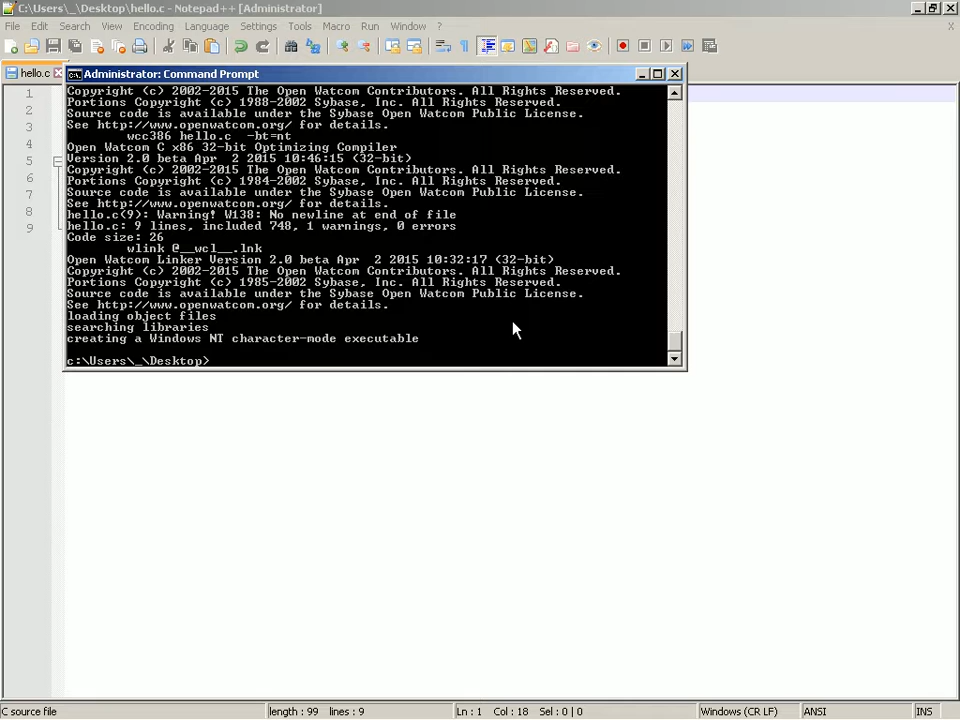 C:\Users\_\Desktop\hello.c - Notepad++ [Administrator]
File Edit Search View Encoding Language Settings Tools Macro Run Window ? X
hello.c
Administrator: Command Prompt
1
2
3
4
5
6
7
8
9
Copyright (c) 2002-2015 The Open Watcom Contributors. All Rights Reserved.
Portions Copyright (c) 1988-2002 Sybase, Inc. All Rights Reserved.
Source code is available under the Sybase Open Watcom Public License.
See http://www.openwatcom.org/ for details.
wcc386 hello.c  -bt=nt
Open Watcom C x86 32-bit Optimizing Compiler
Version 2.0 beta Apr  2 2015 10:46:15 (32-bit)
Copyright (c) 2002-2015 The Open Watcom Contributors. All Rights Reserved.
Portions Copyright (c) 1984-2002 Sybase, Inc. All Rights Reserved.
Source code is available under the Sybase Open Watcom Public License.
See http://www.openwatcom.org/ for details.
hello.c(9): Warning! W138: No newline at end of file
hello.c: 9 lines, included 748, 1 warnings, 0 errors
Code size: 26
wlink @__wcl__.lnk
Open Watcom Linker Version 2.0 beta Apr  2 2015 10:32:17 (32-bit)
Copyright (c) 2002-2015 The Open Watcom Contributors. All Rights Reserved.
Portions Copyright (c) 1985-2002 Sybase, Inc. All Rights Reserved.
Source code is available under the Sybase Open Watcom Public License.
See http://www.openwatcom.org/ for details.
loading object files
searching libraries
creating a Windows NT character-mode executable
c:\Users\_\Desktop>
C source file length : 99 lines : 9 Ln : 1 Col : 18 Sel : 0 | 0 Windows (CR LF) ANSI INS